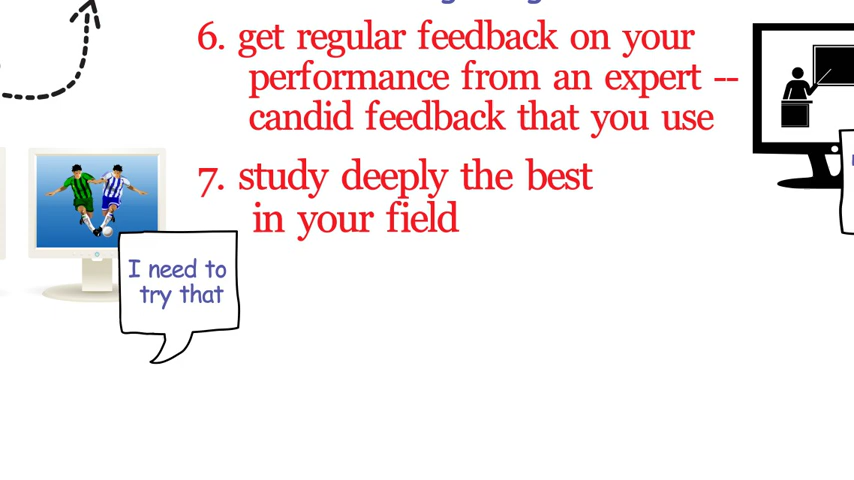 6. get regular feedback on your
performance from an expert --
candid feedback that you use
7. study deeply the best
in your field
I need to
try that